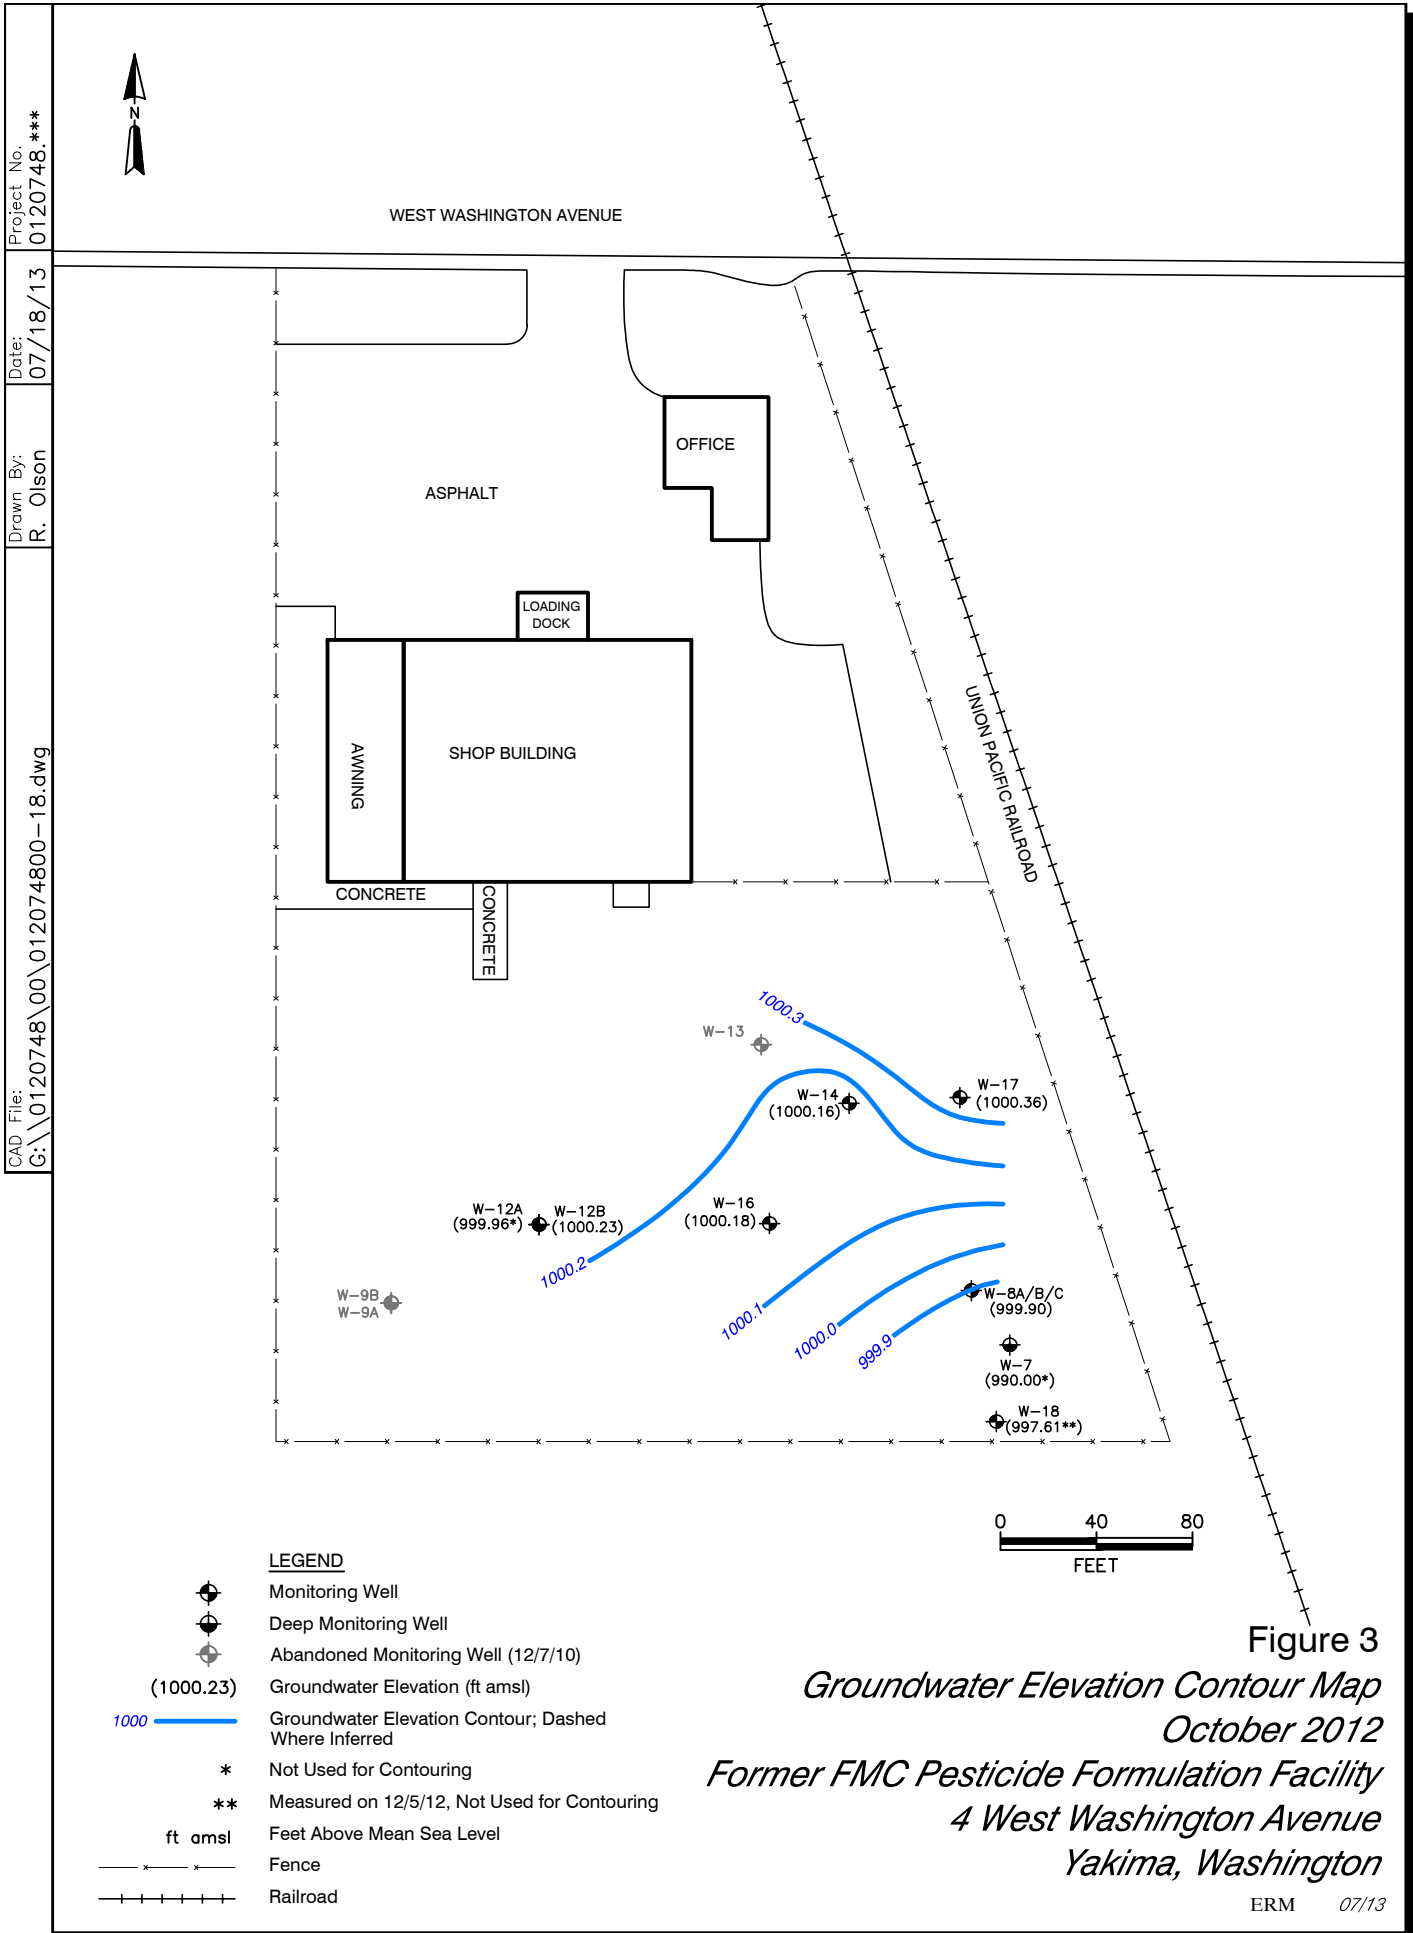 Project No.
0120748.***
Date:
07/18/13
Drawn By:
R. Olson
CAD File:
G:\\0120748\00\012074800-18.dwg
N
WEST WASHINGTON AVENUE
OFFICE
ASPHALT
LOADING
DOCK
AWNING
SHOP BUILDING
UNION PACIFIC RAILROAD
CONCRETE
CONCRETE
1000.3
W-13
W-17
(1000.36)
W-14
(1000.16)
W-12A
(999.96*)
W-12B
(1000.23)
W-16
(1000.18)
1000.2
W-9B
W-9A
1000.1
1000.0
999.9
W-8A/B/C
(999.90)
W-7
(990.00*)
W-18
(997.61**)
0 40 80
FEET
LEGEND
Monitoring Well
Deep Monitoring Well
Abandoned Monitoring Well (12/7/10)
(1000.23) Groundwater Elevation (ft amsl)
1000 Groundwater Elevation Contour; Dashed
Where Inferred
* Not Used for Contouring
** Measured on 12/5/12, Not Used for Contouring
ft amsl Feet Above Mean Sea Level
Fence
Railroad
Figure 3
Groundwater Elevation Contour Map
October 2012
Former FMC Pesticide Formulation Facility
4 West Washington Avenue
Yakima, Washington
ERM 07/13